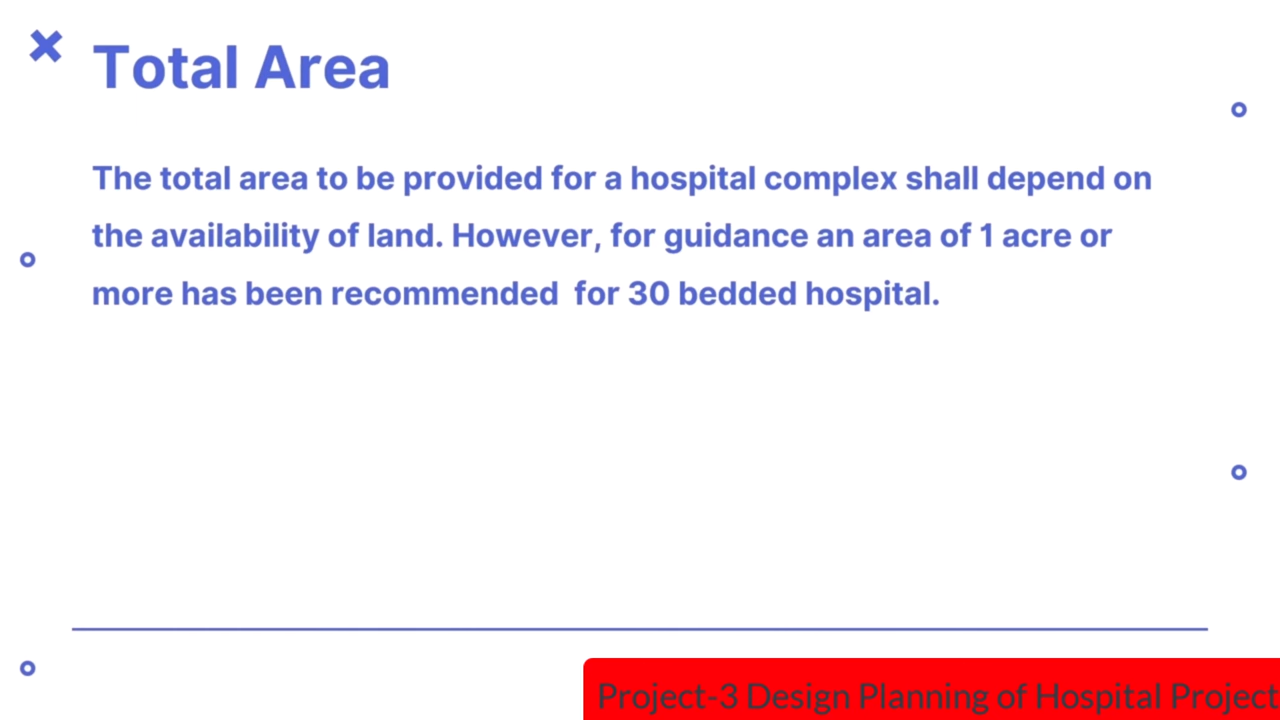 Total Area
The total area to be provided for a hospital complex shall depend on
the availability of land. However, for guidance an area of 1 acre or
more has been recommended  for 30 bedded hospital.
Project-3 Design Planning of Hospital Project